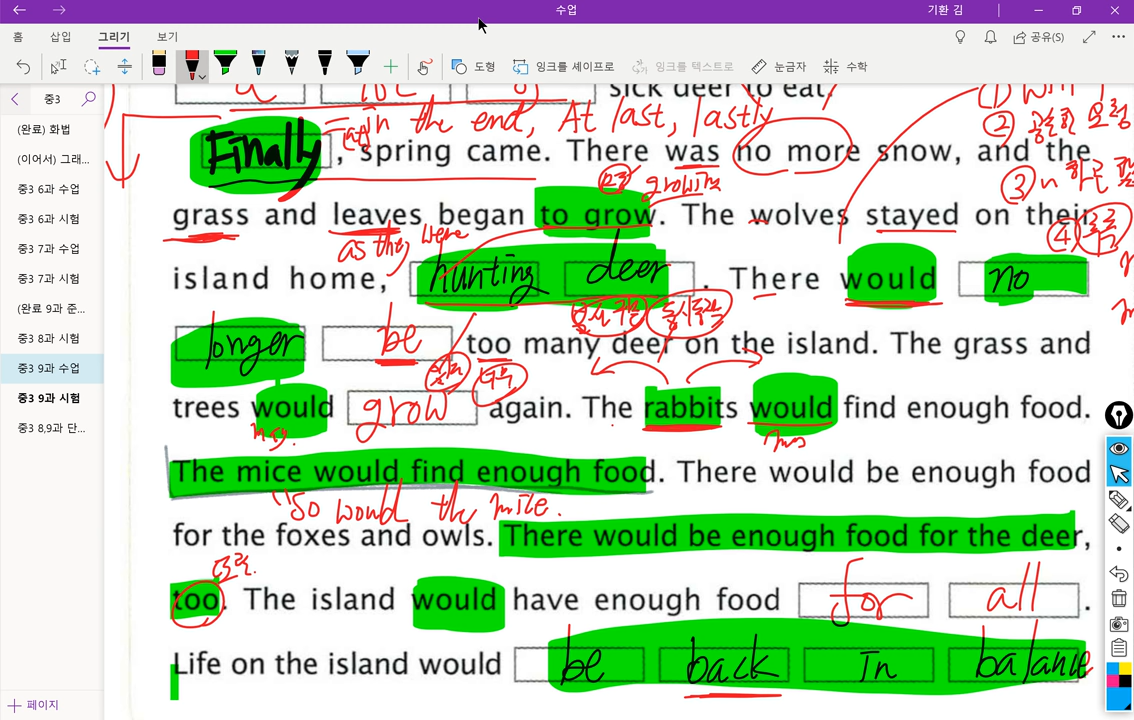 수업
기환 김
홈 삽입 그리기 보기
공유(S)
도형 잉크를 셰이프로 잉크를 텍스트로 눈금자 수학
중3
(완료) 화법
(이어서) 그래...
중3 6과 수업
중3 6과 시험
중3 7과 수업
중3 7과 시험
(완료 9과 준...
중3 8과 시험
중3 9과 수업
중3 9과 시험
중3 8,9과 단...
페이지
sick deer to eat,
in the end, At last, lastly
Finally, spring came. There was no more snow, and the
growing
grass and leaves began to grow. The wolves stayed on their
as they were
island home, hunting deer. There would no
longer be too many deer on the island. The grass and
trees would grow again. The rabbits would find enough food.
The mice would find enough food. There would be enough food
"So would the mice.
for the foxes and owls. There would be enough food for the deer,
too. The island would have enough food for all.
Life on the island would be back in balance